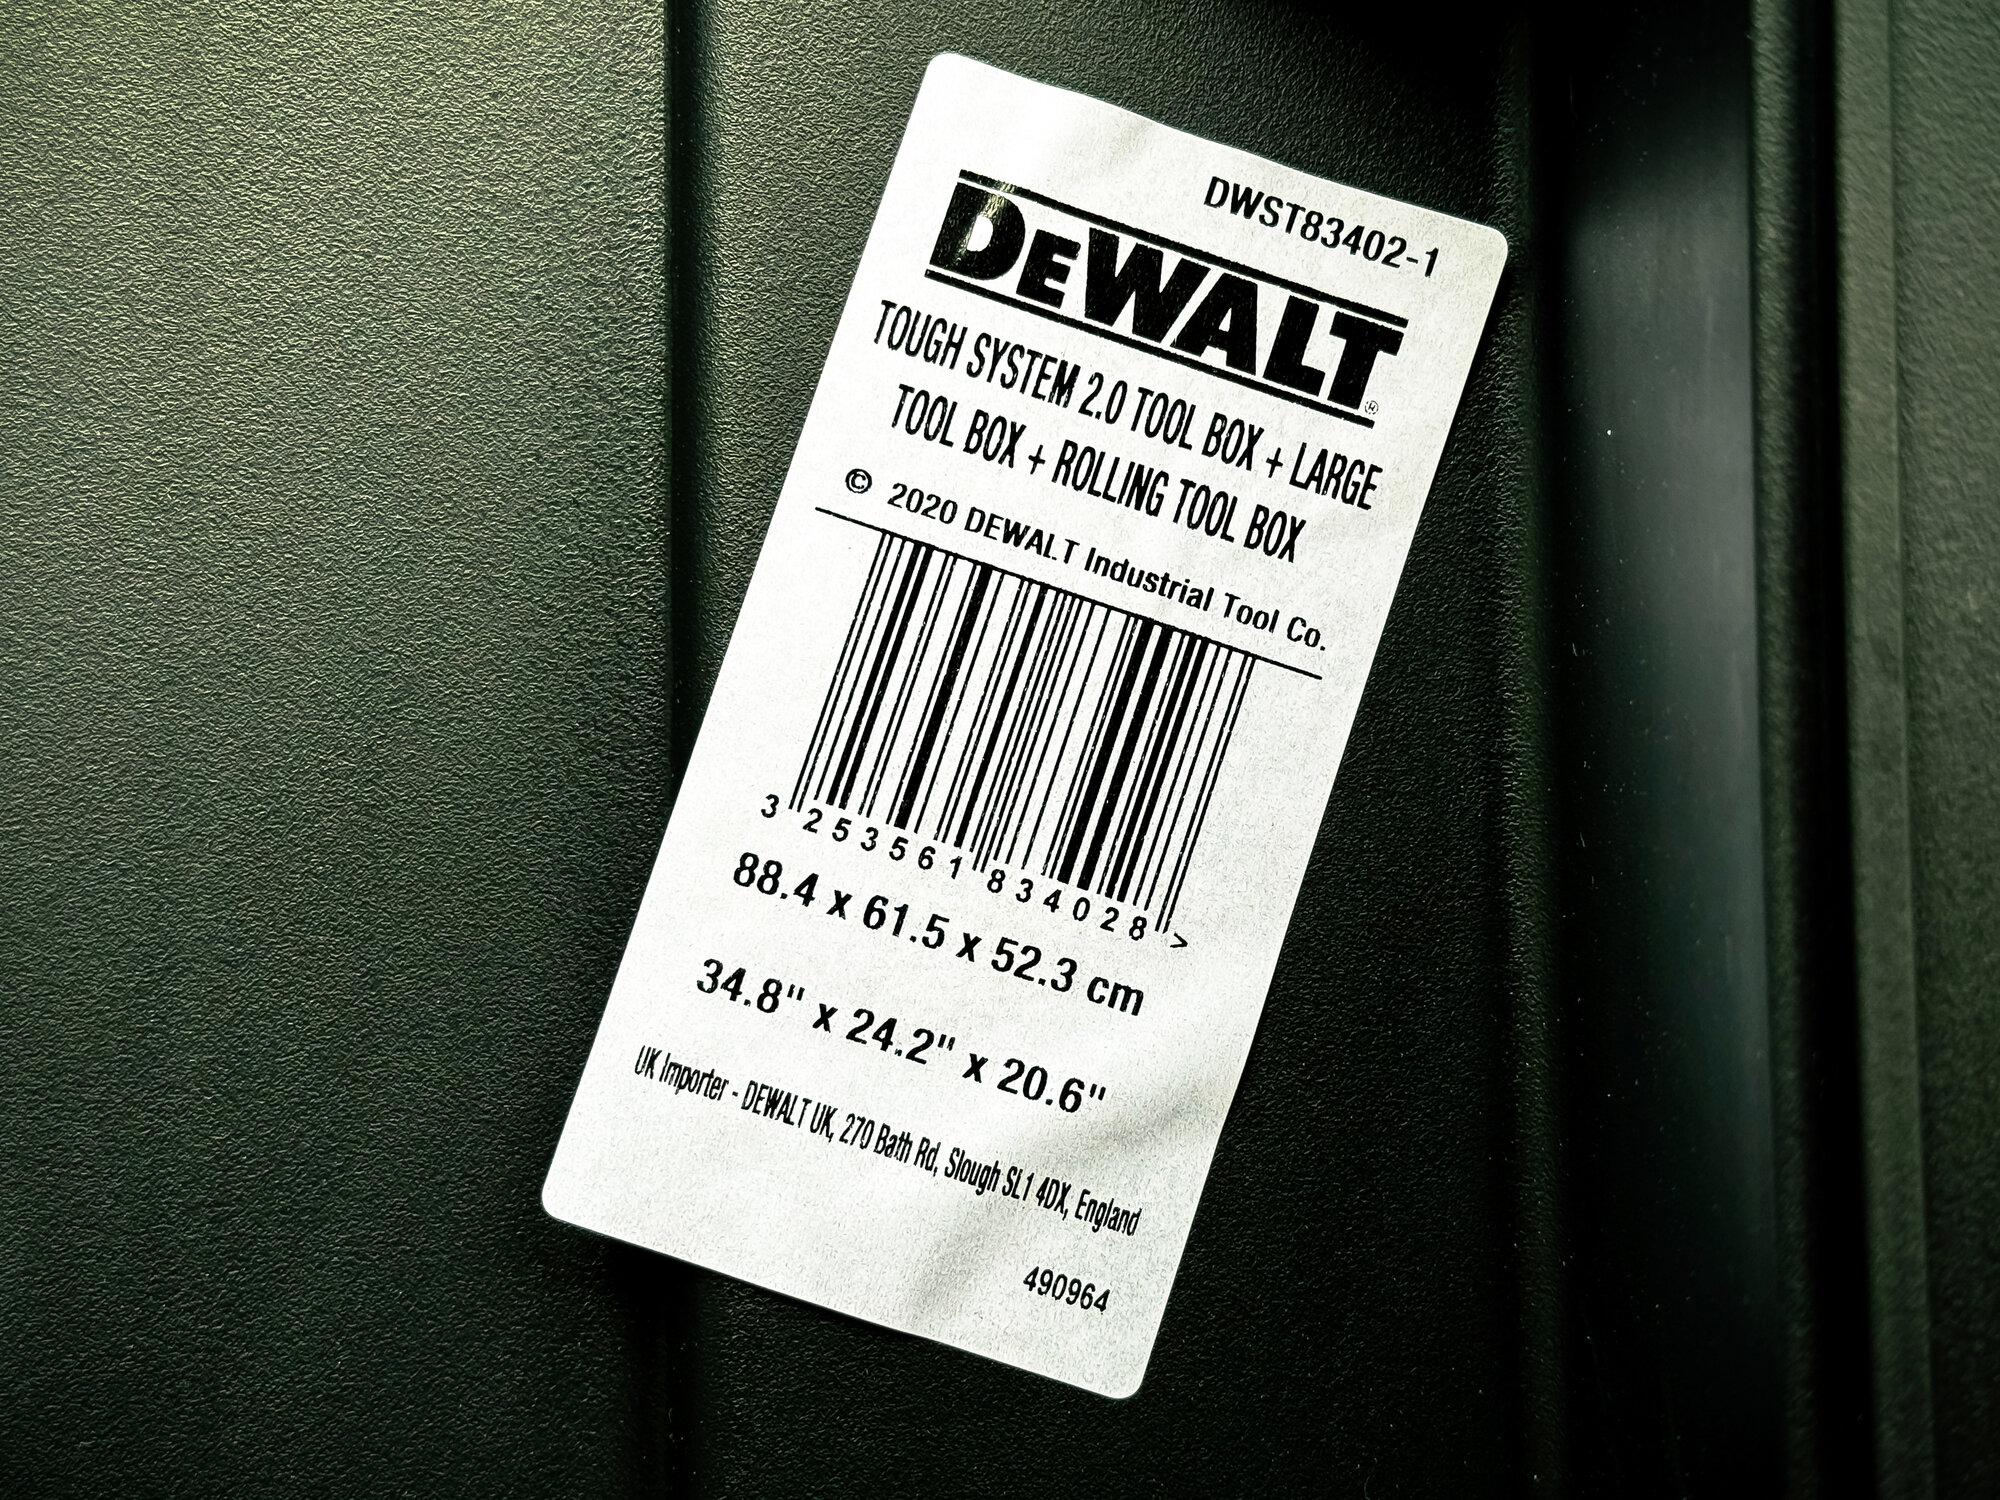 DWST83402-1
DEWALT®
TOUGH SYSTEM 2.0 TOOL BOX + LARGE
TOOL BOX + ROLLING TOOL BOX
© 2020 DEWALT Industrial Tool Co.
3 253561 834028 >
88.4 x 61.5 x 52.3 cm
34.8" x 24.2" x 20.6"
UK Importer - DEWALT UK, 270 Bath Rd, Slough SL1 4DX, England
490964